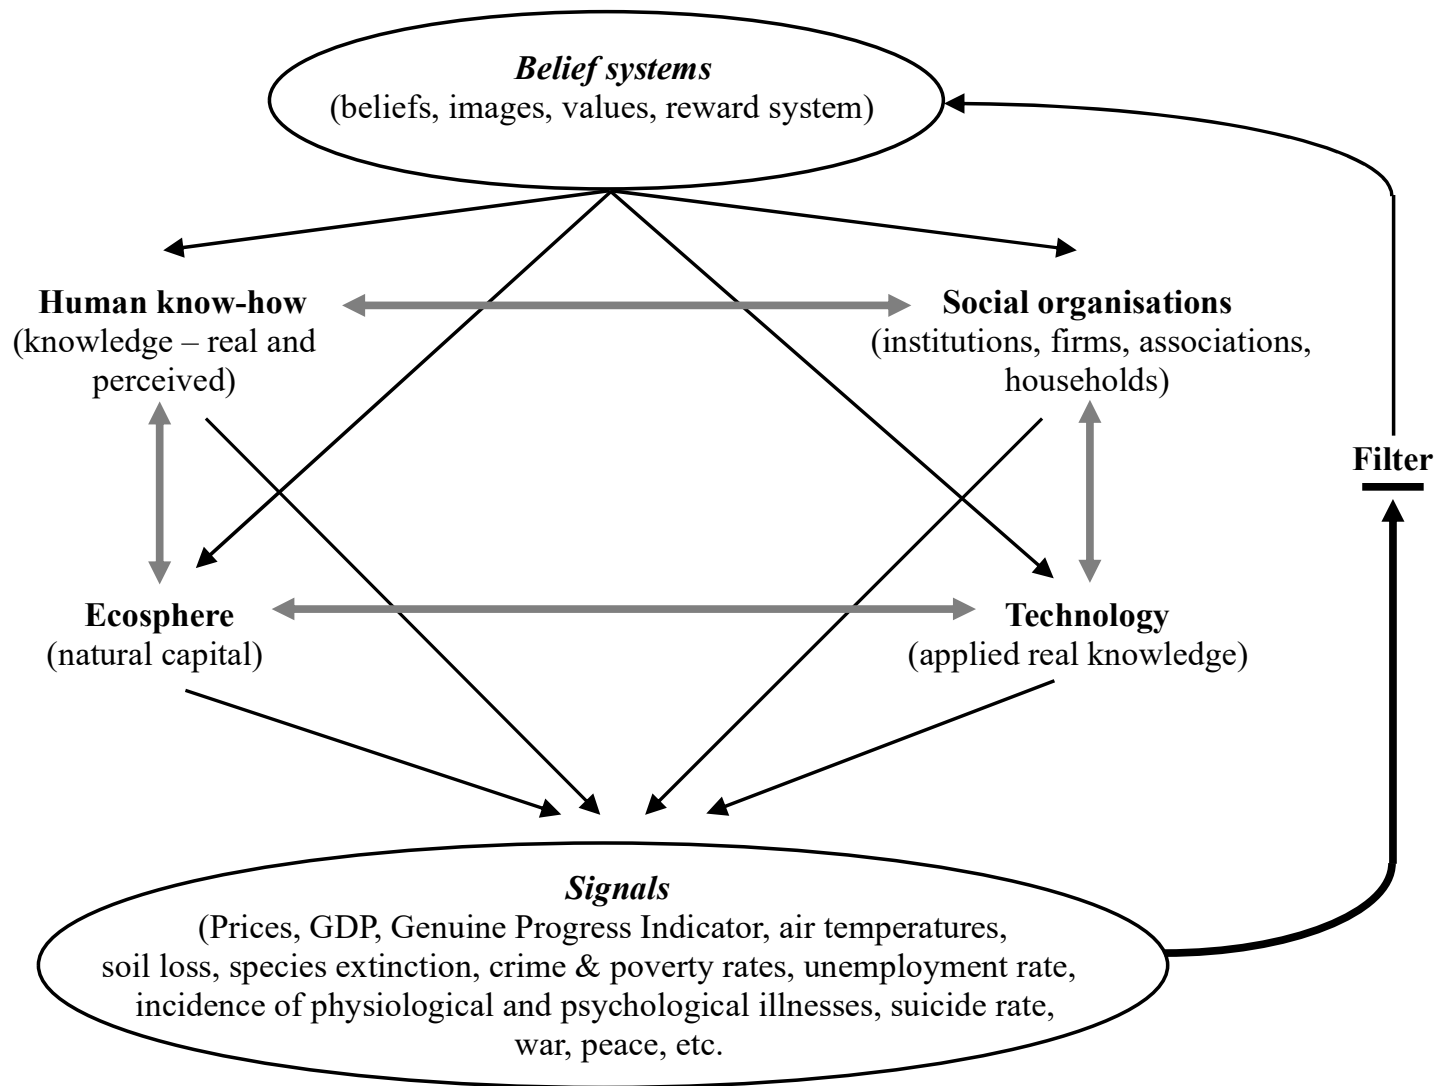 Belief systems
(beliefs, images, values, reward system)
Human know-how
(knowledge – real and
perceived)
Social organisations
(institutions, firms, associations,
households)
Filter
Ecosphere
(natural capital)
Technology
(applied real knowledge)
Signals
(Prices, GDP, Genuine Progress Indicator, air temperatures,
soil loss, species extinction, crime & poverty rates, unemployment rate,
incidence of physiological and psychological illnesses, suicide rate,
war, peace, etc.